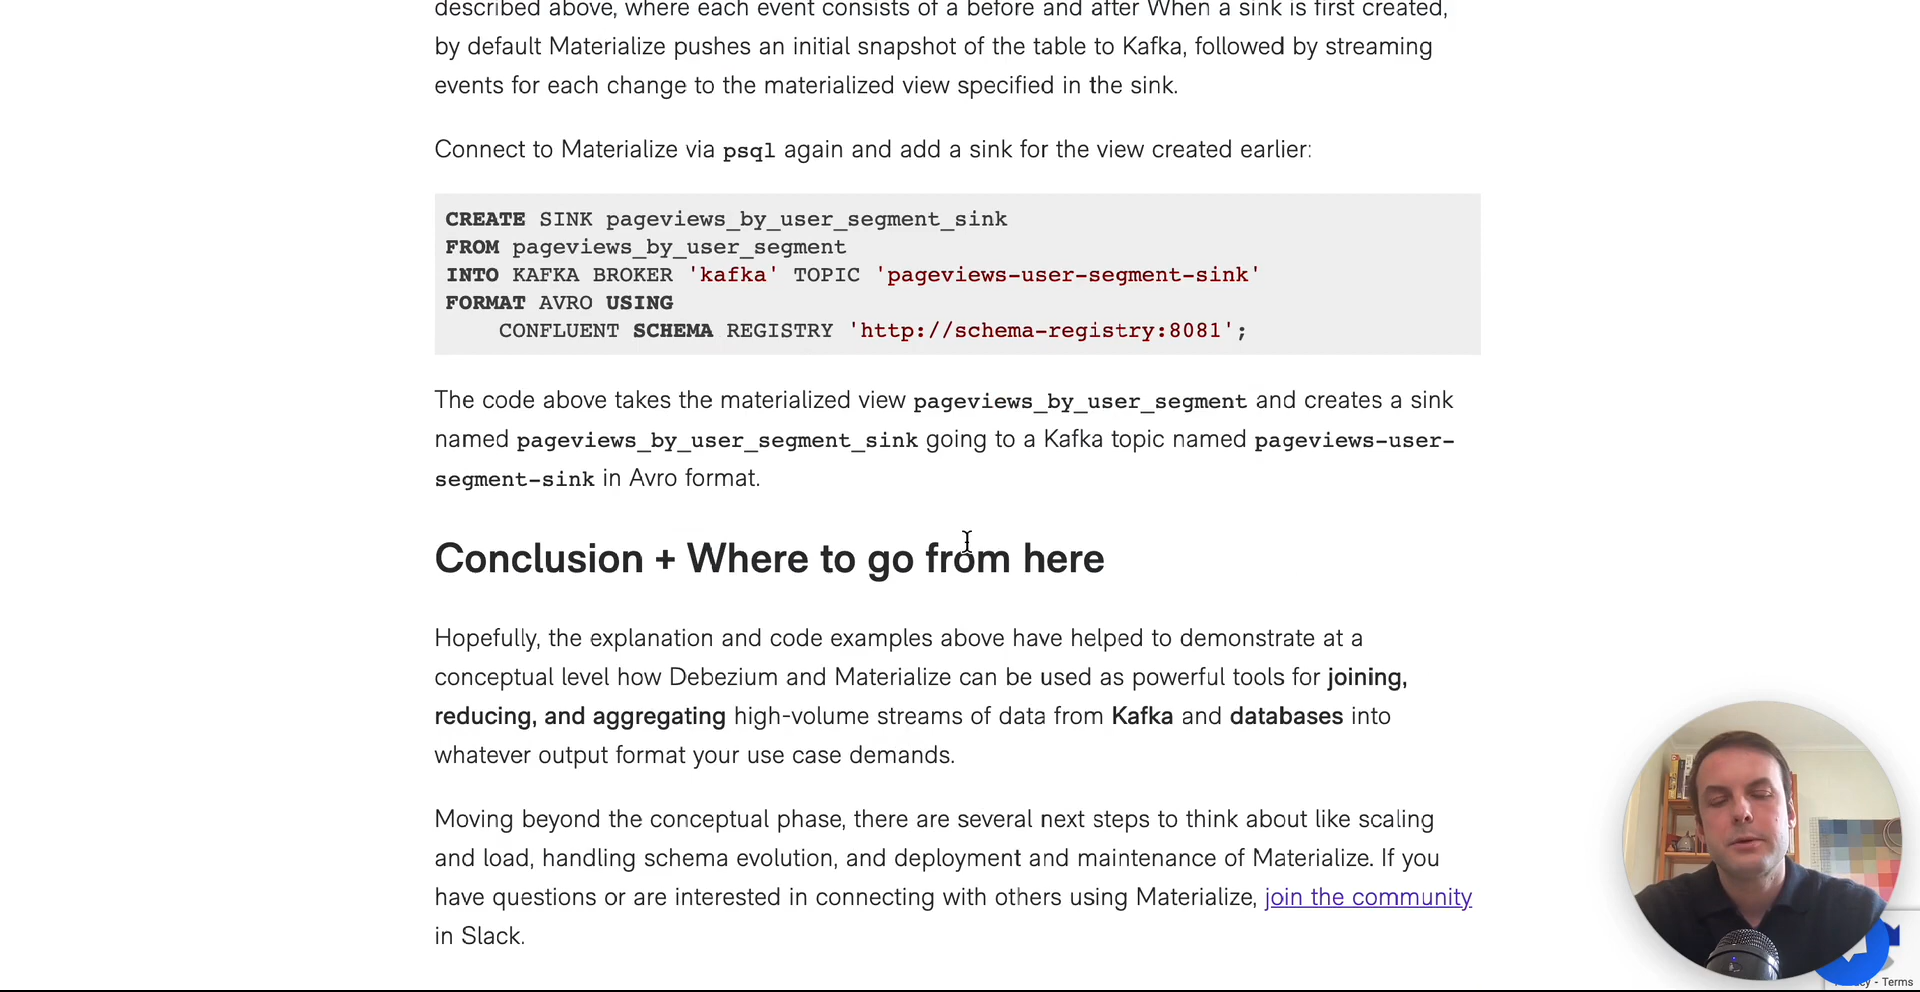 described above, where each event consists of a before and after When a sink is first created,
by default Materialize pushes an initial snapshot of the table to Kafka, followed by streaming
events for each change to the materialized view specified in the sink.
Connect to Materialize via psql again and add a sink for the view created earlier:
CREATE SINK pageviews_by_user_segment_sink
FROM pageviews_by_user_segment
INTO KAFKA BROKER 'kafka' TOPIC 'pageviews-user-segment-sink'
FORMAT AVRO USING
    CONFLUENT SCHEMA REGISTRY 'http://schema-registry:8081';
The code above takes the materialized view pageviews_by_user_segment and creates a sink
named pageviews_by_user_segment_sink going to a Kafka topic named pageviews-user-
segment-sink in Avro format.
Conclusion + Where to go from here
Hopefully, the explanation and code examples above have helped to demonstrate at a
conceptual level how Debezium and Materialize can be used as powerful tools for joining,
reducing, and aggregating high-volume streams of data from Kafka and databases into
whatever output format your use case demands.
Moving beyond the conceptual phase, there are several next steps to think about like scaling
and load, handling schema evolution, and deployment and maintenance of Materialize. If you
have questions or are interested in connecting with others using Materialize, join the community
in Slack.
- Terms